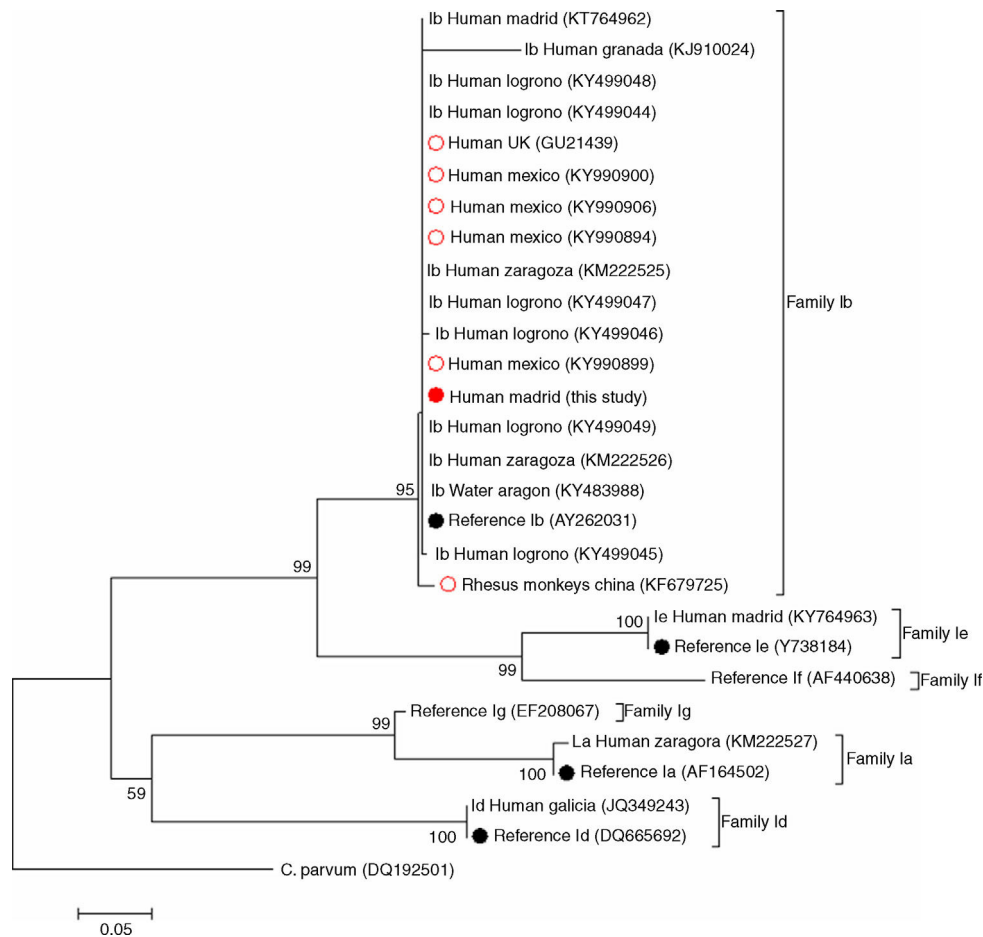 Ib Human madrid (KT764962)
Ib Human granada (KJ910024)
Ib Human logrono (KY499048)
Ib Human logrono (KY499044)
Human UK (GU21439)
Human mexico (KY990900)
Human mexico (KY990906)
Human mexico (KY990894)
Ib Human zaragoza (KM222525)
Ib Human logrono (KY499047)
Family Ib
Ib Human logrono (KY499046)
Human mexico (KY990899)
Human madrid (this study)
Ib Human logrono (KY499049)
Ib Human zaragoza (KM222526)
95
Ib Water aragon (KY483988)
Reference Ib (AY262031)
Ib Human logrono (KY499045)
99
Rhesus monkeys china (KF679725)
100
Ie Human madrid (KY764963)
Family Ie
Reference Ie (Y738184)
99
Reference If (AF440638)
Family If
Reference Ig (EF208067)
Family Ig
99
La Human zaragora (KM222527)
Family Ia
100
Reference Ia (AF164502)
59
Id Human galicia (JQ349243)
Family Id
100
Reference Id (DQ665692)
C. parvum (DQ192501)
0.05